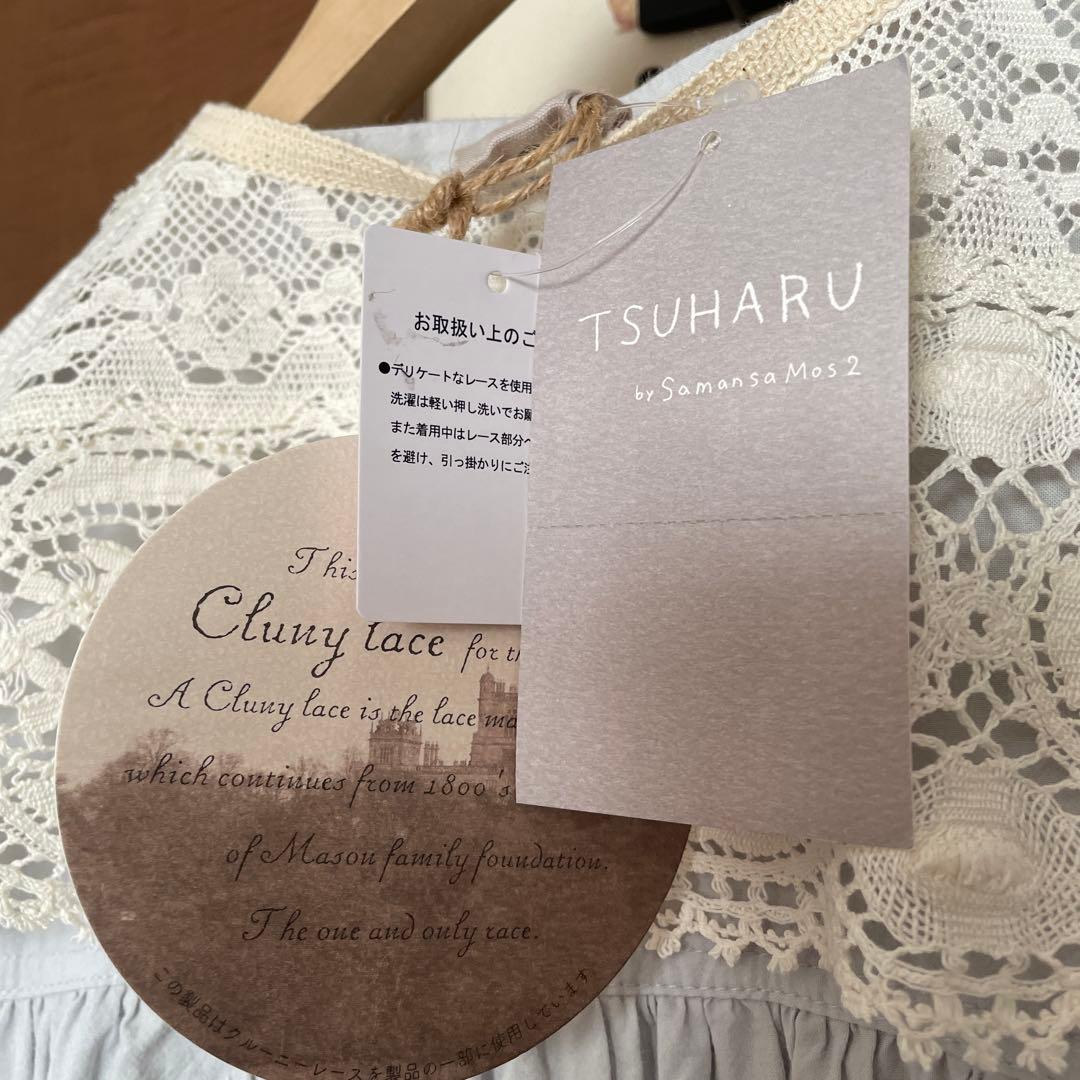 TSUHARU
by Samansa Mos 2
お取扱い上のご
●デリケートなレースを使用
洗濯は軽い押し洗いでお願
また着用中はレース部分へ
を避け、引っ掛かりにご注
This
Cluny lace for th
A Cluny lace is the lace ma
which continues from 1800's
of Mason family foundation.
The one and only race.
この製品はクルーニーレースを製品の一部に使用しています